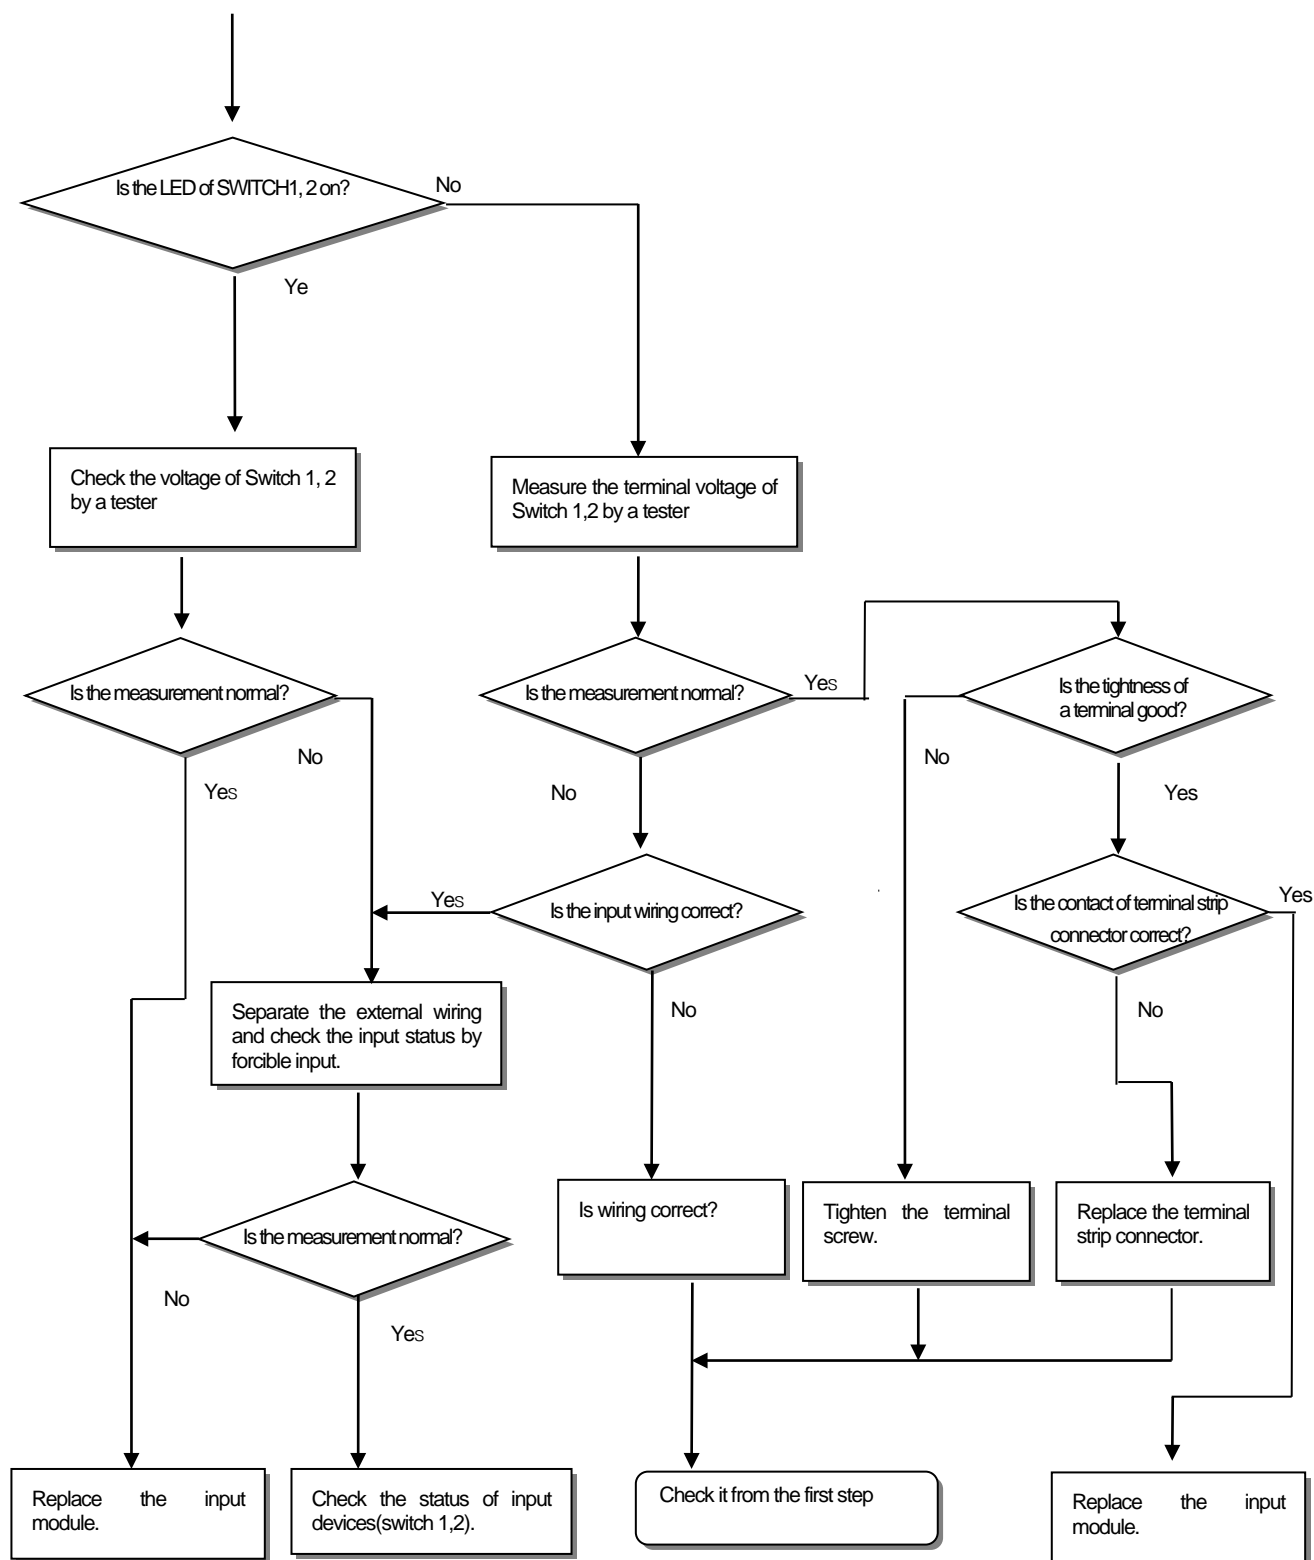 Is the LED of SWITCH1, 2 on?
No
Ye
Check the voltage of Switch 1, 2
by a tester
Measure the terminal voltage of
Switch 1,2 by a tester
Is the measurement normal?
No
Yes
Is the measurement normal?
Yes
No
Is the tightness of
a terminal good?
No
Yes
Yes
Is the input wiring correct?
No
Is the contact of terminal strip
connector correct?
Yes
No
Separate the external wiring
and check the input status by
forcible input.
Is the measurement normal?
No
Yes
Is wiring correct?
Tighten the terminal
screw.
Replace the terminal
strip connector.
Replace the input
module.
Check the status of input
devices(switch 1,2).
Check it from the first step
Replace the input
module.